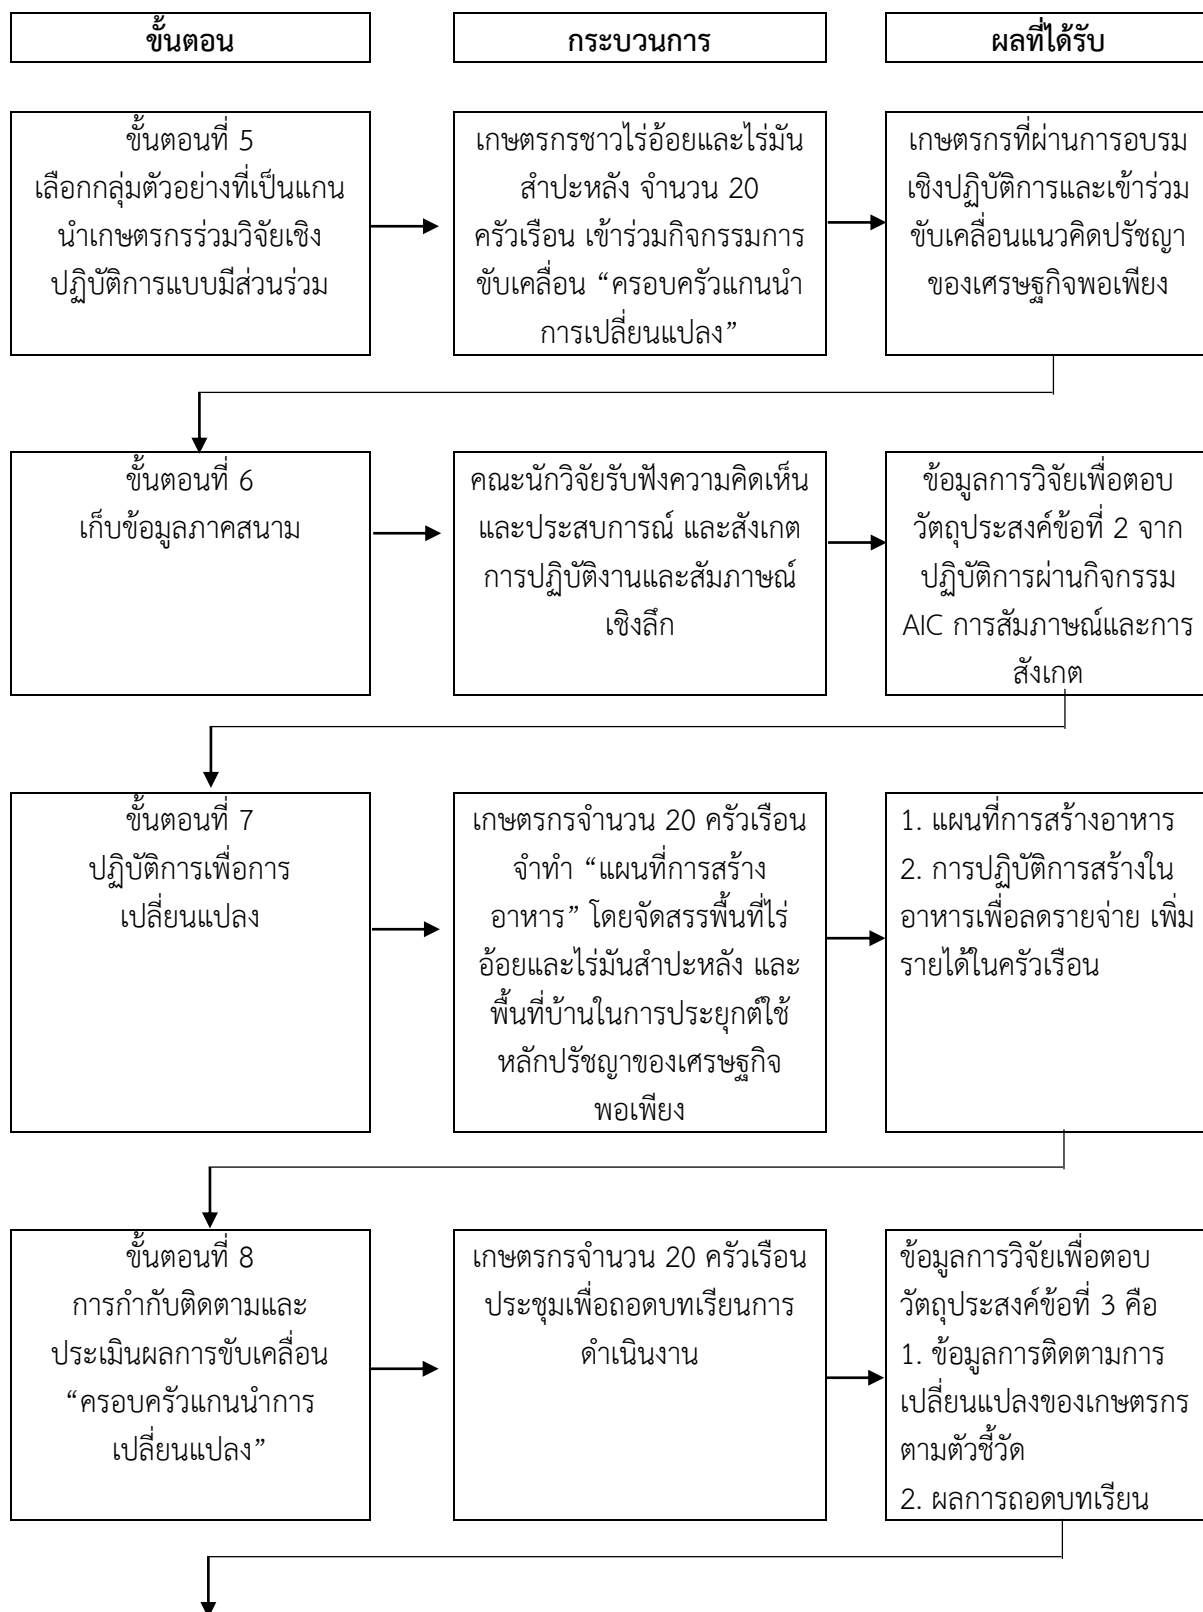 ขั้นตอน
กระบวนการ
ผลที่ได้รับ
ขั้นตอนที่ 5
เลือกกลุ่มตัวอย่างที่เป็นแกน
นำเกษตรกรร่วมวิจัยเชิง
ปฏิบัติการแบบมีส่วนร่วม
เกษตรกรชาวไร่อ้อยและไร่มัน
สำปะหลัง จำนวน 20
ครัวเรือน เข้าร่วมกิจกรรมการ
ขับเคลื่อน “ครอบครัวแกนนำ
การเปลี่ยนแปลง”
เกษตรกรที่ผ่านการอบรม
เชิงปฏิบัติการและเข้าร่วม
ขับเคลื่อนแนวคิดปรัชญา
ของเศรษฐกิจพอเพียง
ขั้นตอนที่ 6
เก็บข้อมูลภาคสนาม
คณะนักวิจัยรับฟังความคิดเห็น
และประสบการณ์ และสังเกต
การปฏิบัติงานและสัมภาษณ์
เชิงลึก
ข้อมูลการวิจัยเพื่อตอบ
วัตถุประสงค์ข้อที่ 2 จาก
ปฏิบัติการผ่านกิจกรรม
AIC การสัมภาษณ์และการ
สังเกต
ขั้นตอนที่ 7
ปฏิบัติการเพื่อการ
เปลี่ยนแปลง
เกษตรกรจำนวน 20 ครัวเรือน
จำทำ “แผนที่การสร้าง
อาหาร” โดยจัดสรรพื้นที่ไร่
อ้อยและไร่มันสำปะหลัง และ
พื้นที่บ้านในการประยุกต์ใช้
หลักปรัชญาของเศรษฐกิจ
พอเพียง
1. แผนที่การสร้างอาหาร
2. การปฏิบัติการสร้างใน
อาหารเพื่อลดรายจ่าย เพิ่ม
รายได้ในครัวเรือน
ขั้นตอนที่ 8
การกำกับติดตามและ
ประเมินผลการขับเคลื่อน
“ครอบครัวแกนนำการ
เปลี่ยนแปลง”
เกษตรกรจำนวน 20 ครัวเรือน
ประชุมเพื่อถอดบทเรียนการ
ดำเนินงาน
ข้อมูลการวิจัยเพื่อตอบ
วัตถุประสงค์ข้อที่ 3 คือ
1. ข้อมูลการติดตามการ
เปลี่ยนแปลงของเกษตรกร
ตามตัวชี้วัด
2. ผลการถอดบทเรียน